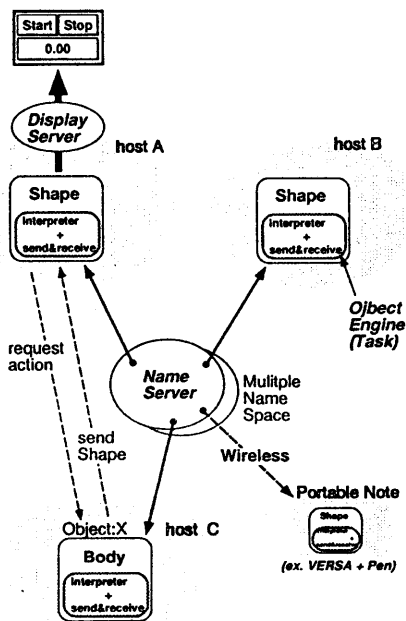 Start Stop
0.00
Display
Server
host A
host B
Shape
Interpreter
+
send&receive
Shape
Interpreter
+
send&receive
Ojbect
Engine
(Task)
request
action
Name
Server
Mulitple
Name
Space
send
Shape
Wireless
Object:X
host C
Portable Note
Body
Interpreter
+
send&receive
Shape
(ex. VERSA + Pen)